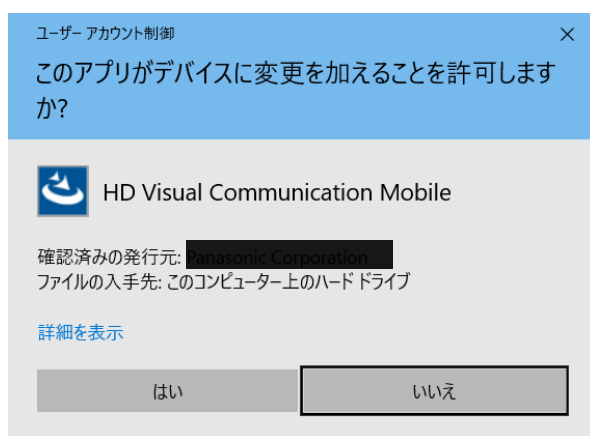 ユーザー アカウント制御
このアプリがデバイスに変更を加えることを許可します
か?
HD Visual Communication Mobile
確認済みの発行元: Panasonic Corporation
ファイルの入手先: このコンピューター上のハード ドライブ
詳細を表示
はい
いいえ